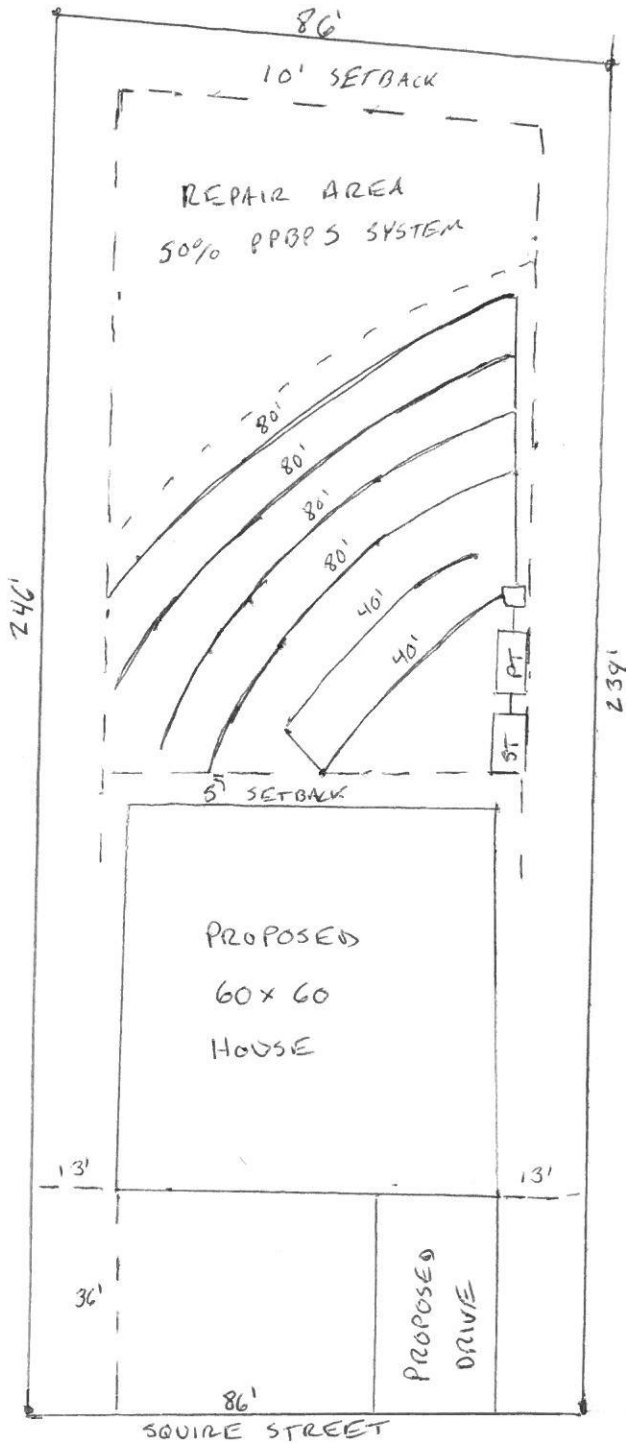 86'
10' SETBACK
REPAIR AREA
50% PPBPS SYSTEM
80'
80'
80'
80'
40'
40'
246'
239'
PT
ST
5' SETBACK
PROPOSED
60 x 60
HOUSE
13'
13'
36'
PROPOSED
DRIVE
86'
SQUIRE STREET